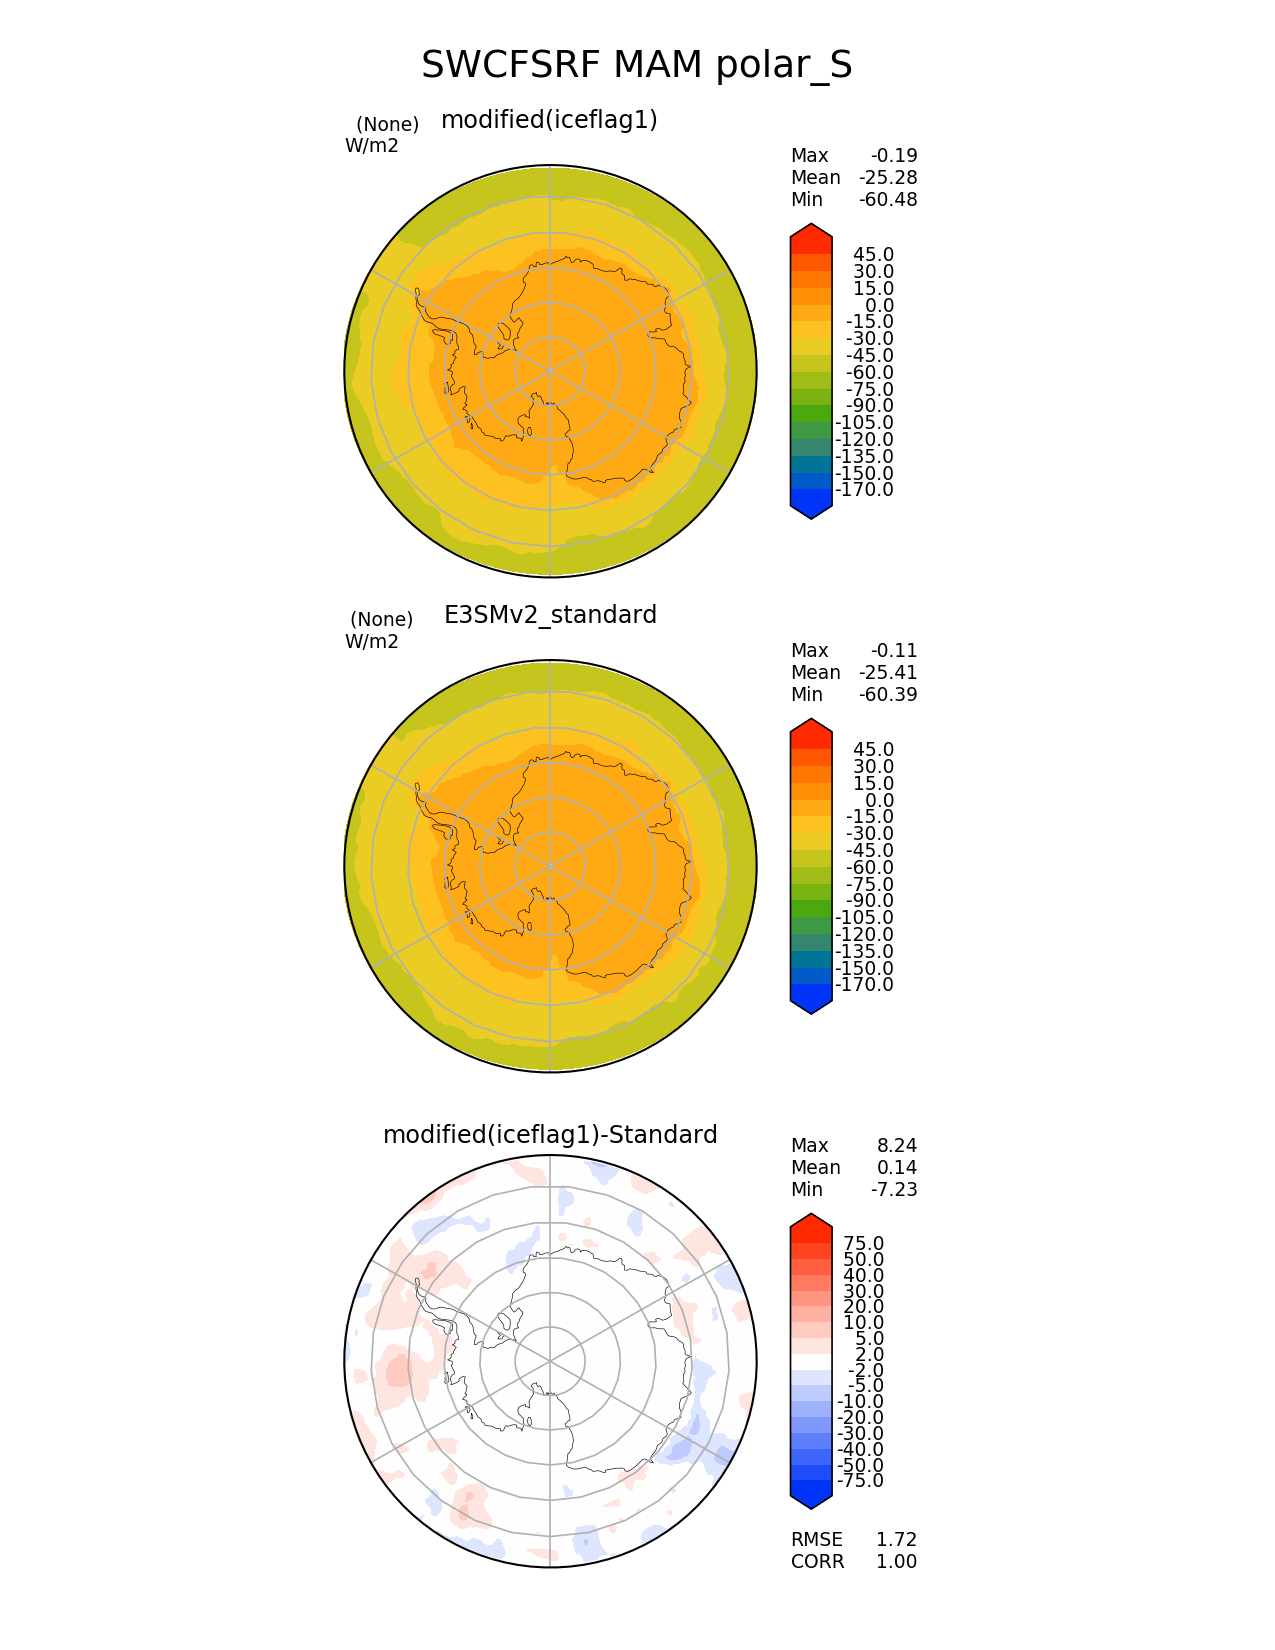 SWCFSRF MAM polar_S
(None) modified(iceflag1)
W/m2
Max -0.19
Mean -25.28
Min -60.48
45.0
30.0
15.0
0.0
-15.0
-30.0
-45.0
-60.0
-75.0
-90.0
-105.0
-120.0
-135.0
-150.0
-170.0
(None) E3SMv2_standard
W/m2
Max -0.11
Mean -25.41
Min -60.39
45.0
30.0
15.0
0.0
-15.0
-30.0
-45.0
-60.0
-75.0
-90.0
-105.0
-120.0
-135.0
-150.0
-170.0
modified(iceflag1)-Standard
Max 8.24
Mean 0.14
Min -7.23
75.0
50.0
40.0
30.0
20.0
10.0
5.0
2.0
-2.0
-5.0
-10.0
-20.0
-30.0
-40.0
-50.0
-75.0
RMSE 1.72
CORR 1.00